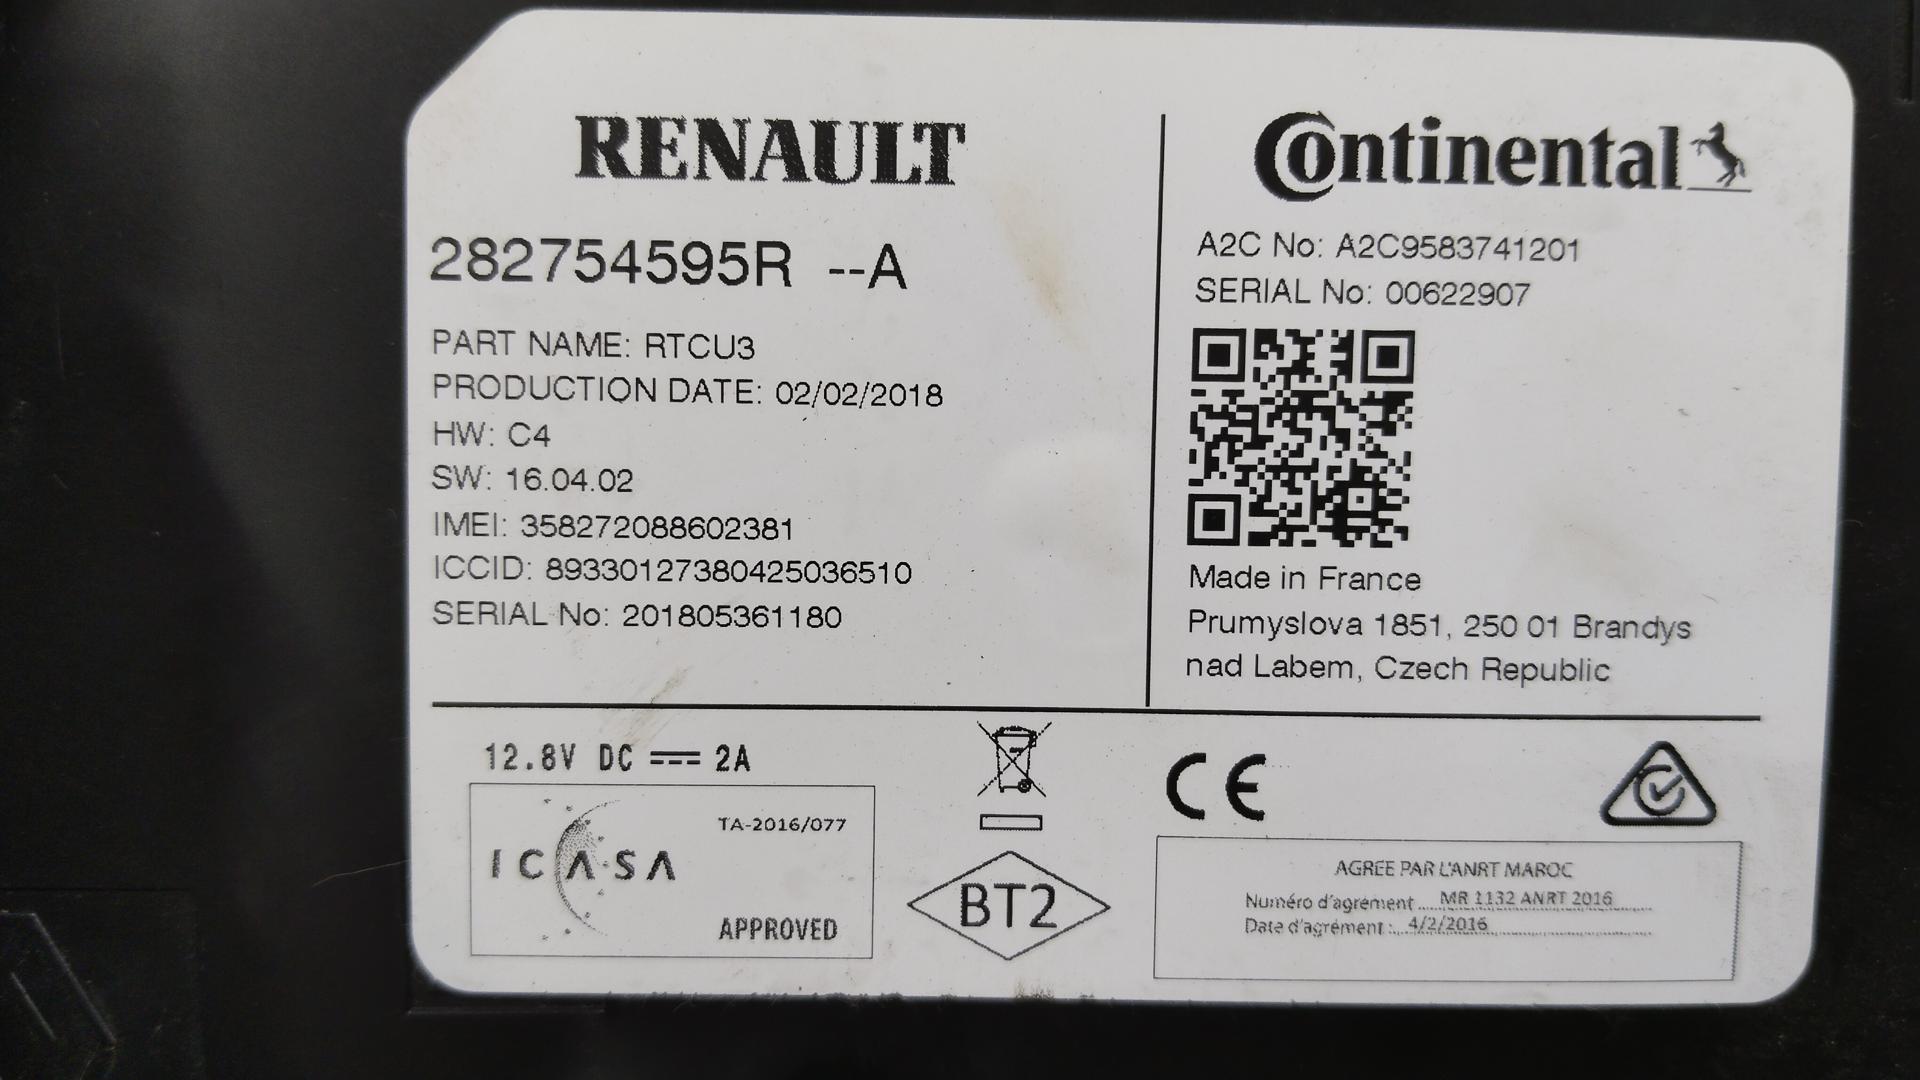 RENAULT
282754595R --A
PART NAME: RTCU3
PRODUCTION DATE: 02/02/2018
HW: C4
SW: 16.04.02
IMEI: 358272088602381
ICCID: 89330127380425036510
SERIAL No: 201805361180
Continental
A2C No: A2C9583741201
SERIAL No: 00622907
Made in France
Prumyslova 1851, 250 01 Brandys
nad Labem, Czech Republic
12.8V DC 2A
TA-2016/077
ICASA
APPROVED
BT2
CE
AGREE PAR L'ANRT MAROC
Numéro d'agrément MR 1132 ANRT 2016
Date d'agrément : 4/2/2016